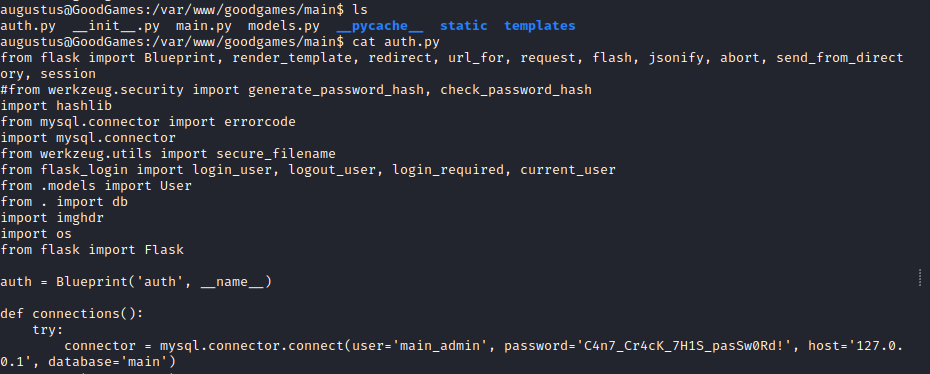 augustus@GoodGames:/var/www/goodgames/main$ ls
auth.py  __init__.py  main.py  models.py  __pycache__  static  templates
augustus@GoodGames:/var/www/goodgames/main$ cat auth.py
from flask import Blueprint, render_template, redirect, url_for, request, flash, jsonify, abort, send_from_direct
ory, session
#from werkzeug.security import generate_password_hash, check_password_hash
import hashlib
from mysql.connector import errorcode
import mysql.connector
from werkzeug.utils import secure_filename
from flask_login import login_user, logout_user, login_required, current_user
from .models import User
from . import db
import imghdr
import os
from flask import Flask

auth = Blueprint('auth', __name__)

def connections():
    try:
        connector = mysql.connector.connect(user='main_admin', password='C4n7_Cr4cK_7H1S_pasSw0Rd!', host='127.0.
0.1', database='main')